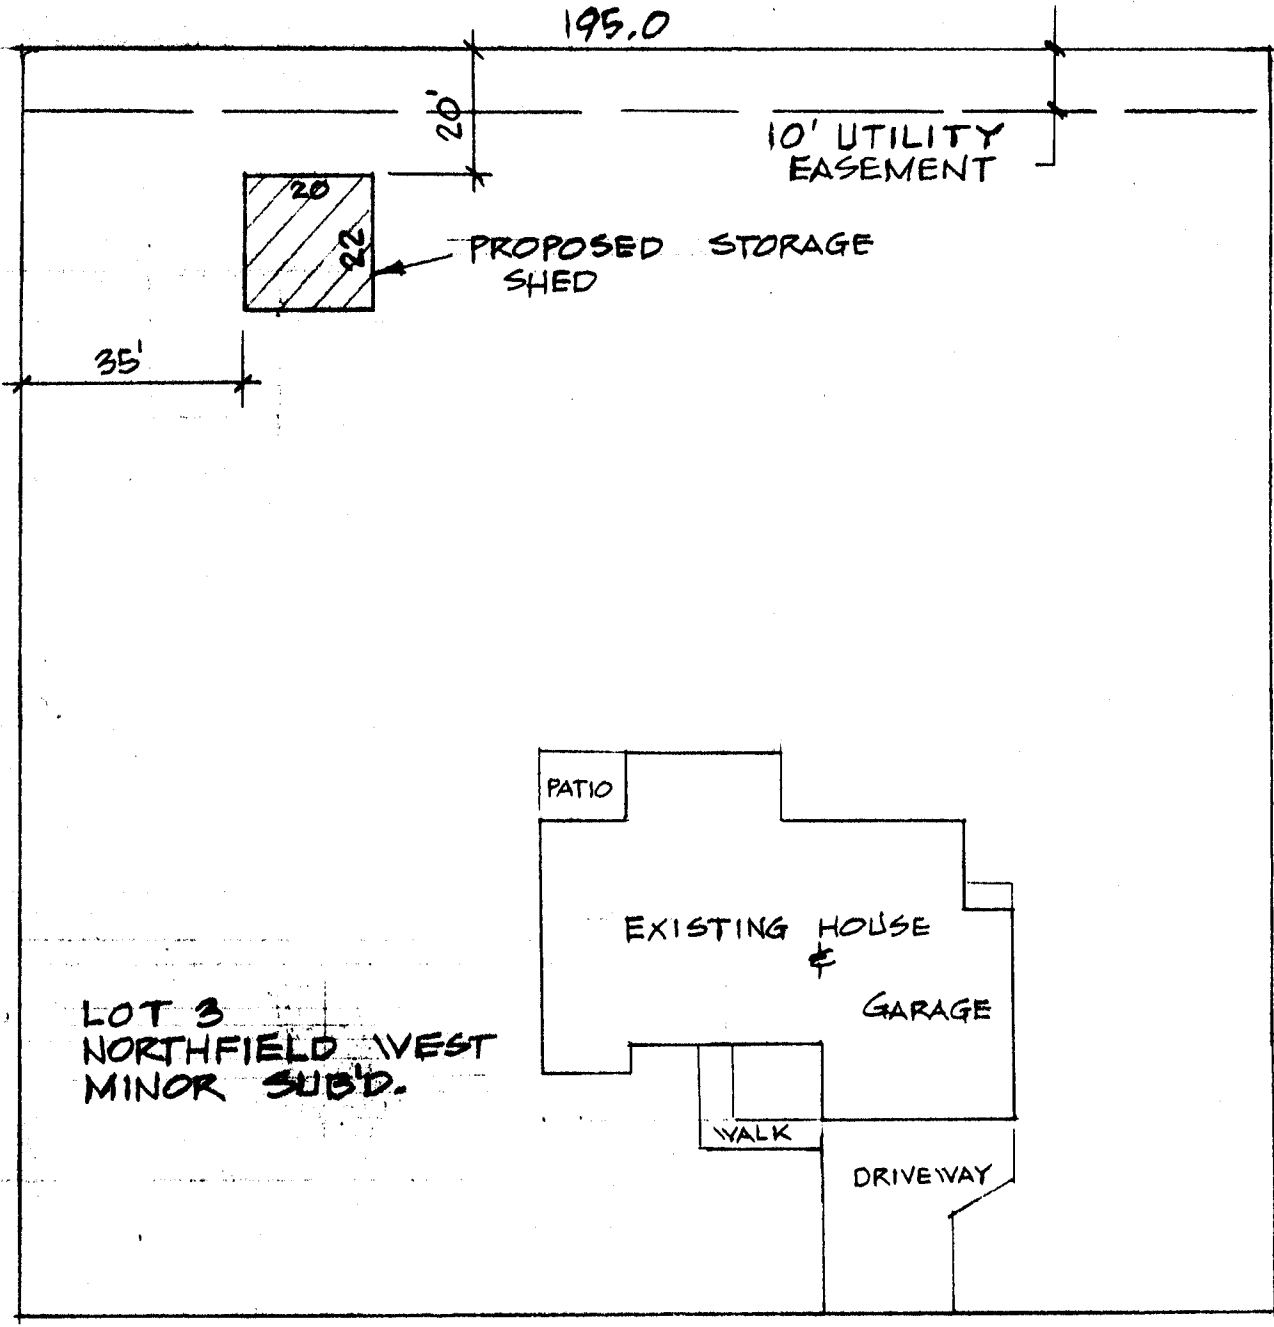 195.0
20'
10' UTILITY
EASEMENT
20
22
PROPOSED STORAGE
SHED
35'
PATIO
EXISTING HOUSE
&
GARAGE
LOT 3
NORTHFIELD WEST
MINOR SUB'D.
WALK
DRIVEWAY